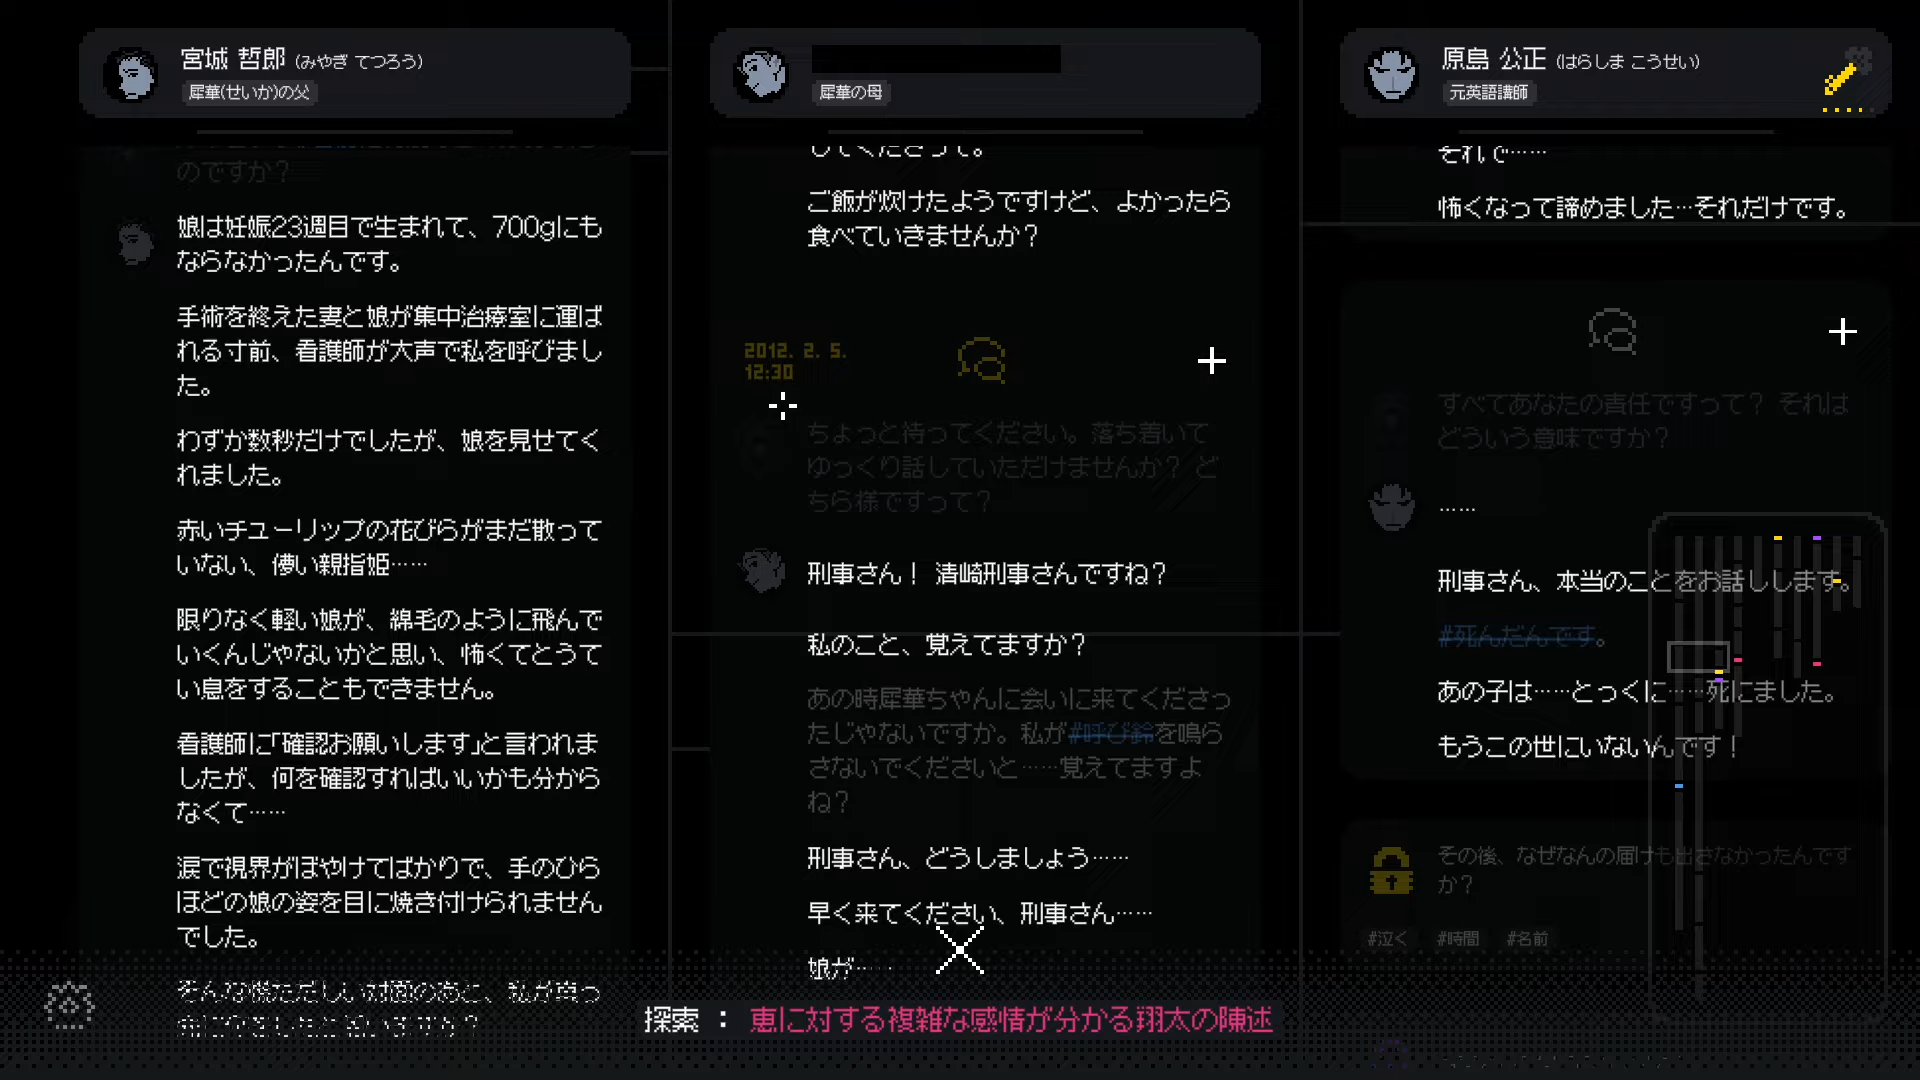 宮城 哲郎 (みやぎ てつろう)
犀華(せいか)の父
のですか？
娘は妊娠23週目で生まれて、700gにも
ならなかったんです。
手術を終えた妻と娘が集中治療室に運ば
れる寸前、看護師が大声で私を呼びまし
た。
わずか数秒だけでしたが、娘を見せてく
れました。
赤いチューリップの花びらがまだ散って
いない、儚い親指姫……
限りなく軽い娘が、綿毛のように飛んで
いくんじゃないかと思い、怖くてとうて
い息をすることもできません。
看護師に「確認お願いします」と言われま
したが、何を確認すればいいかも分から
なくて……
涙で視界がぼやけてばかりで、手のひら
ほどの娘の姿を目に焼き付けられません
でした。
犀華の母
してくださって。
ご飯が炊けたようですけど、よかったら
食べていきませんか？
2012. 2. 5.
12:30
ちょっと待ってください。落ち着いて
ゆっくり話していただけませんか？ ど
ちら様ですって？
刑事さん！ 清崎刑事さんですね？
私のこと、覚えてますか？
あの時犀華ちゃんに会いに来てくださっ
たじゃないですか。私が#呼び鈴を鳴ら
さないでくださいと……覚えてますよ
ね？
刑事さん、どうしましょう……
早く来てください、刑事さん……
娘が……
原島 公正 (はらしま こうせい)
元英語講師
それで……
怖くなって諦めました…それだけです。
すべてあなたの責任ですって？ それは
どういう意味ですか？
……
刑事さん、本当のことをお話しします。
#死んだんです。
あの子は……とっくに……死にました。
もうこの世にいないんです！
その後、なぜなんの届けも出さなかったんです
か？
#泣く #時間 #名前
探索 ： 恵に対する複雑な感情が分かる翔太の陳述